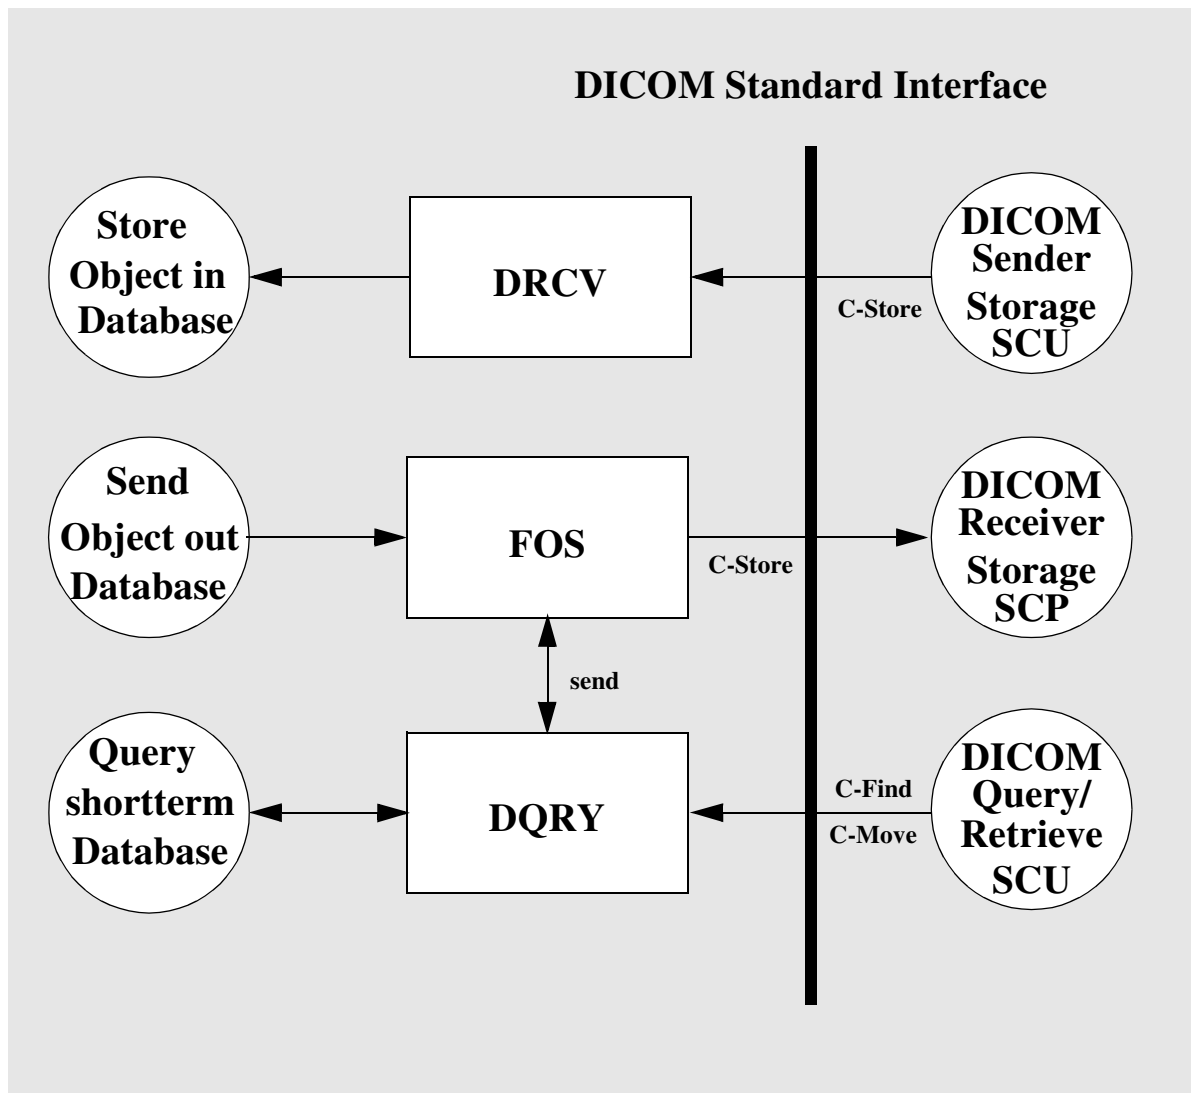 DICOM Standard Interface
Store
Object in
Database
DRCV
C-Store
DICOM
Sender
Storage
SCU
Send
Object out
Database
FOS
C-Store
DICOM
Receiver
Storage
SCP
send
Query
shortterm
Database
DQRY
C-Find
C-Move
DICOM
Query/
Retrieve
SCU